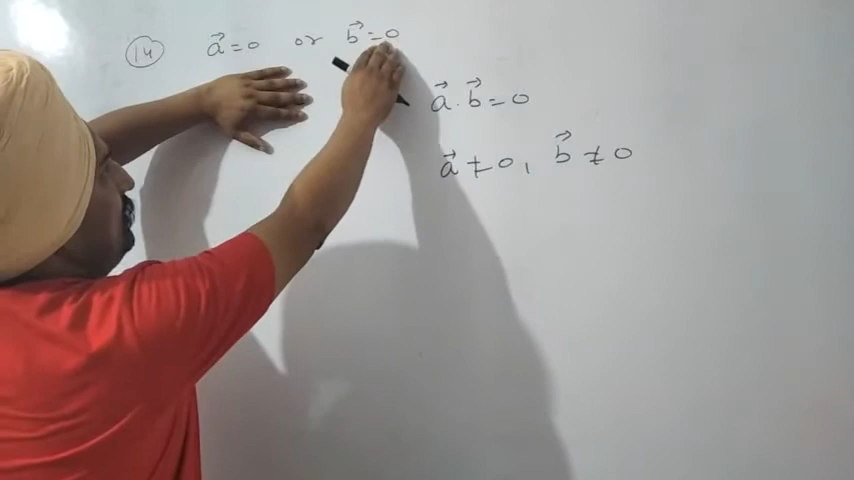 14 a⃗ = 0 or b⃗ = 0
a⃗ . b⃗ = 0
a⃗ ≠ 0, b⃗ ≠ 0